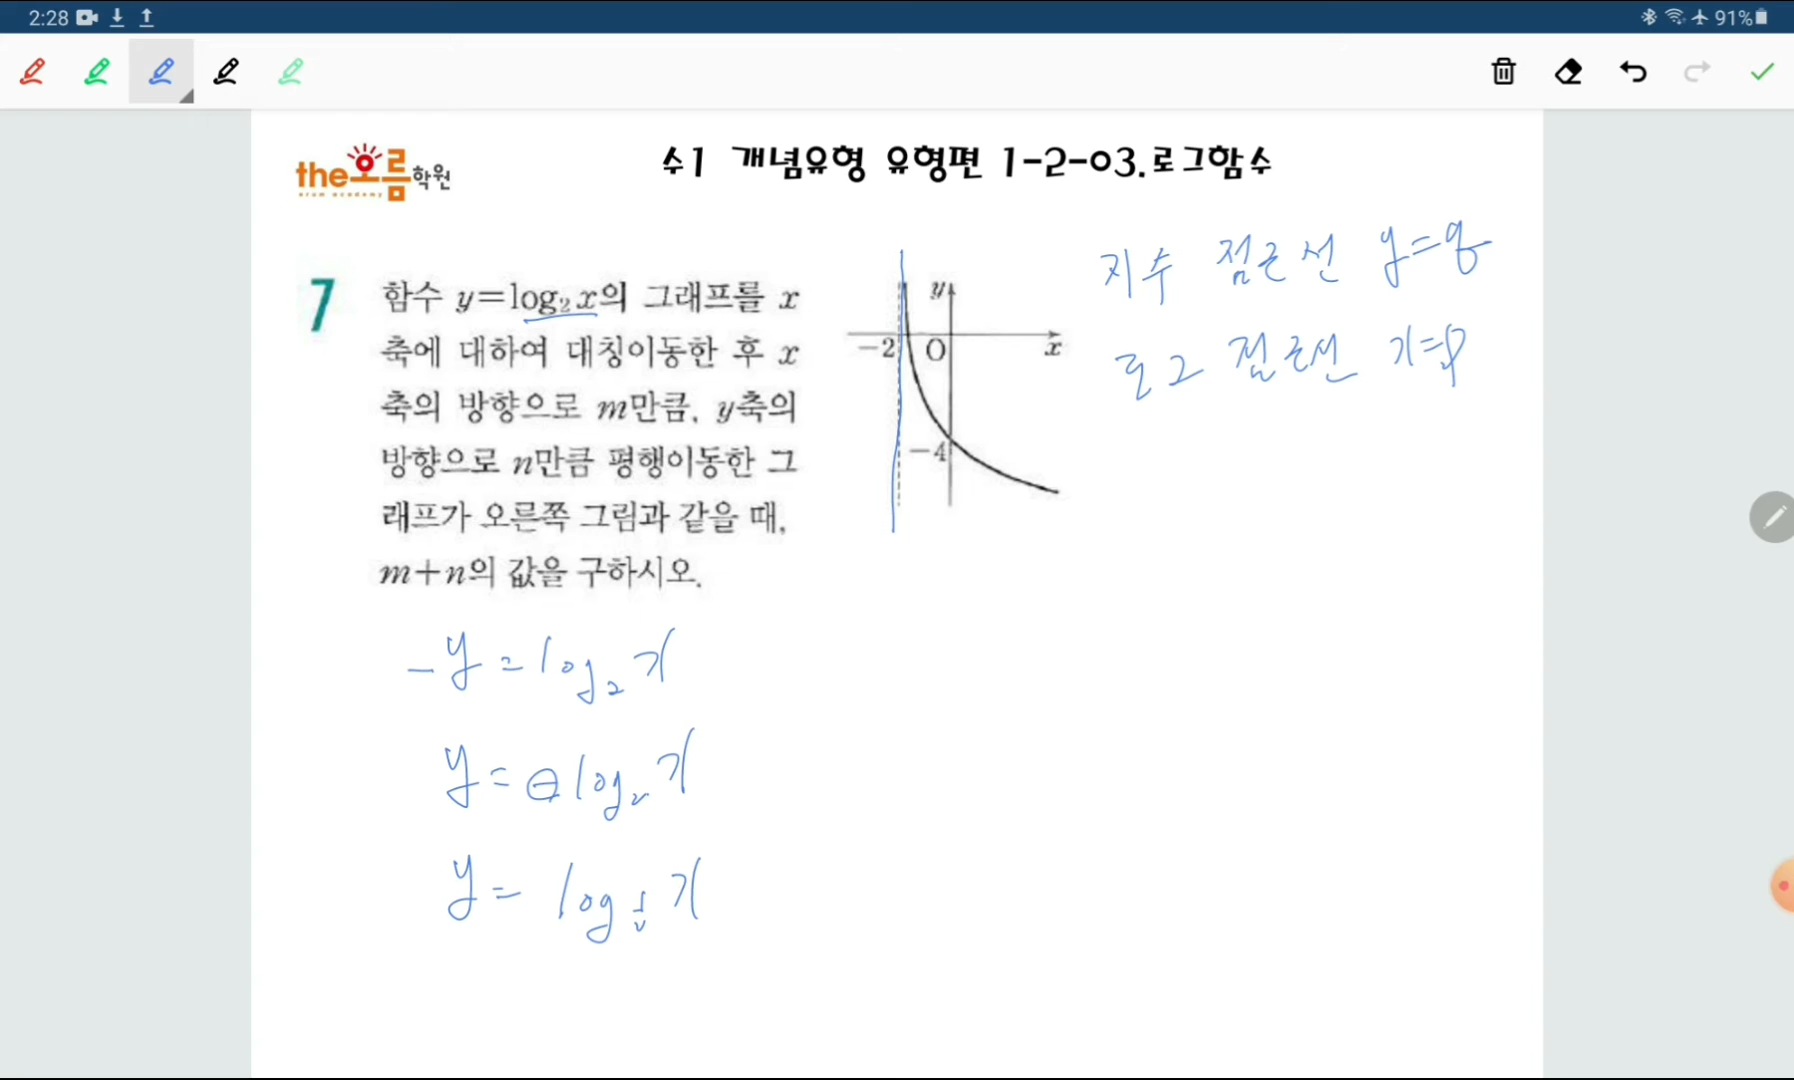 2:28 91%
the오름학원
orum academy
수1 개념유형 유형편 1-2-03.로그함수
7 함수 y=log₂x의 그래프를 x
축에 대하여 대칭이동한 후 x
축의 방향으로 m만큼, y축의
방향으로 n만큼 평행이동한 그
래프가 오른쪽 그림과 같을 때,
m+n의 값을 구하시오.
y
-2 O x
-4
지수 점근선 y=q
로그 점근선 x=p
-y=log₂x
y=-log₂x
y=log_{1/2} x